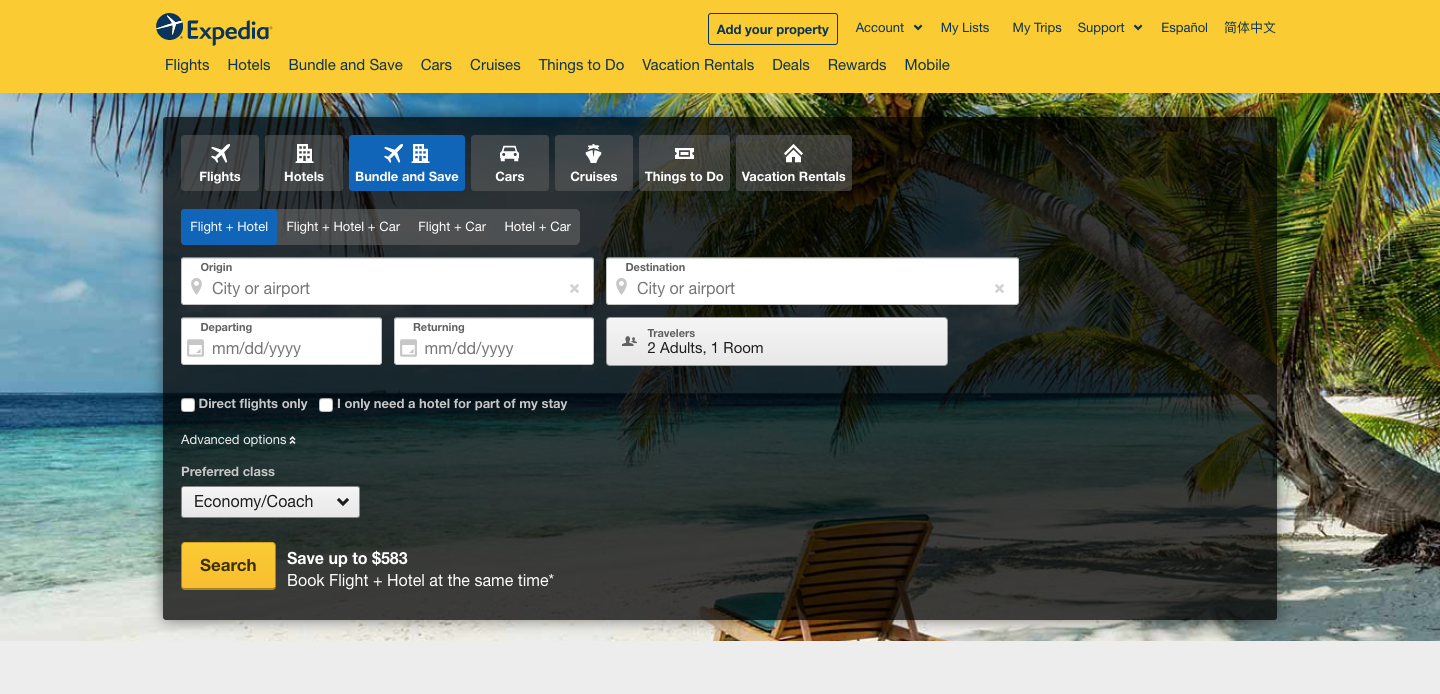 Expedia
Add your property Account My Lists My Trips Support Español 简体中文
Flights Hotels Bundle and Save Cars Cruises Things to Do Vacation Rentals Deals Rewards Mobile
Flights Hotels Bundle and Save Cars Cruises Things to Do Vacation Rentals
Flight + Hotel Flight + Hotel + Car Flight + Car Hotel + Car
Origin Destination
City or airport City or airport
Departing Returning Travelers
mm/dd/yyyy mm/dd/yyyy 2 Adults, 1 Room
Direct flights only I only need a hotel for part of my stay
Advanced options
Preferred class
Economy/Coach
Search Save up to $583
Book Flight + Hotel at the same time*